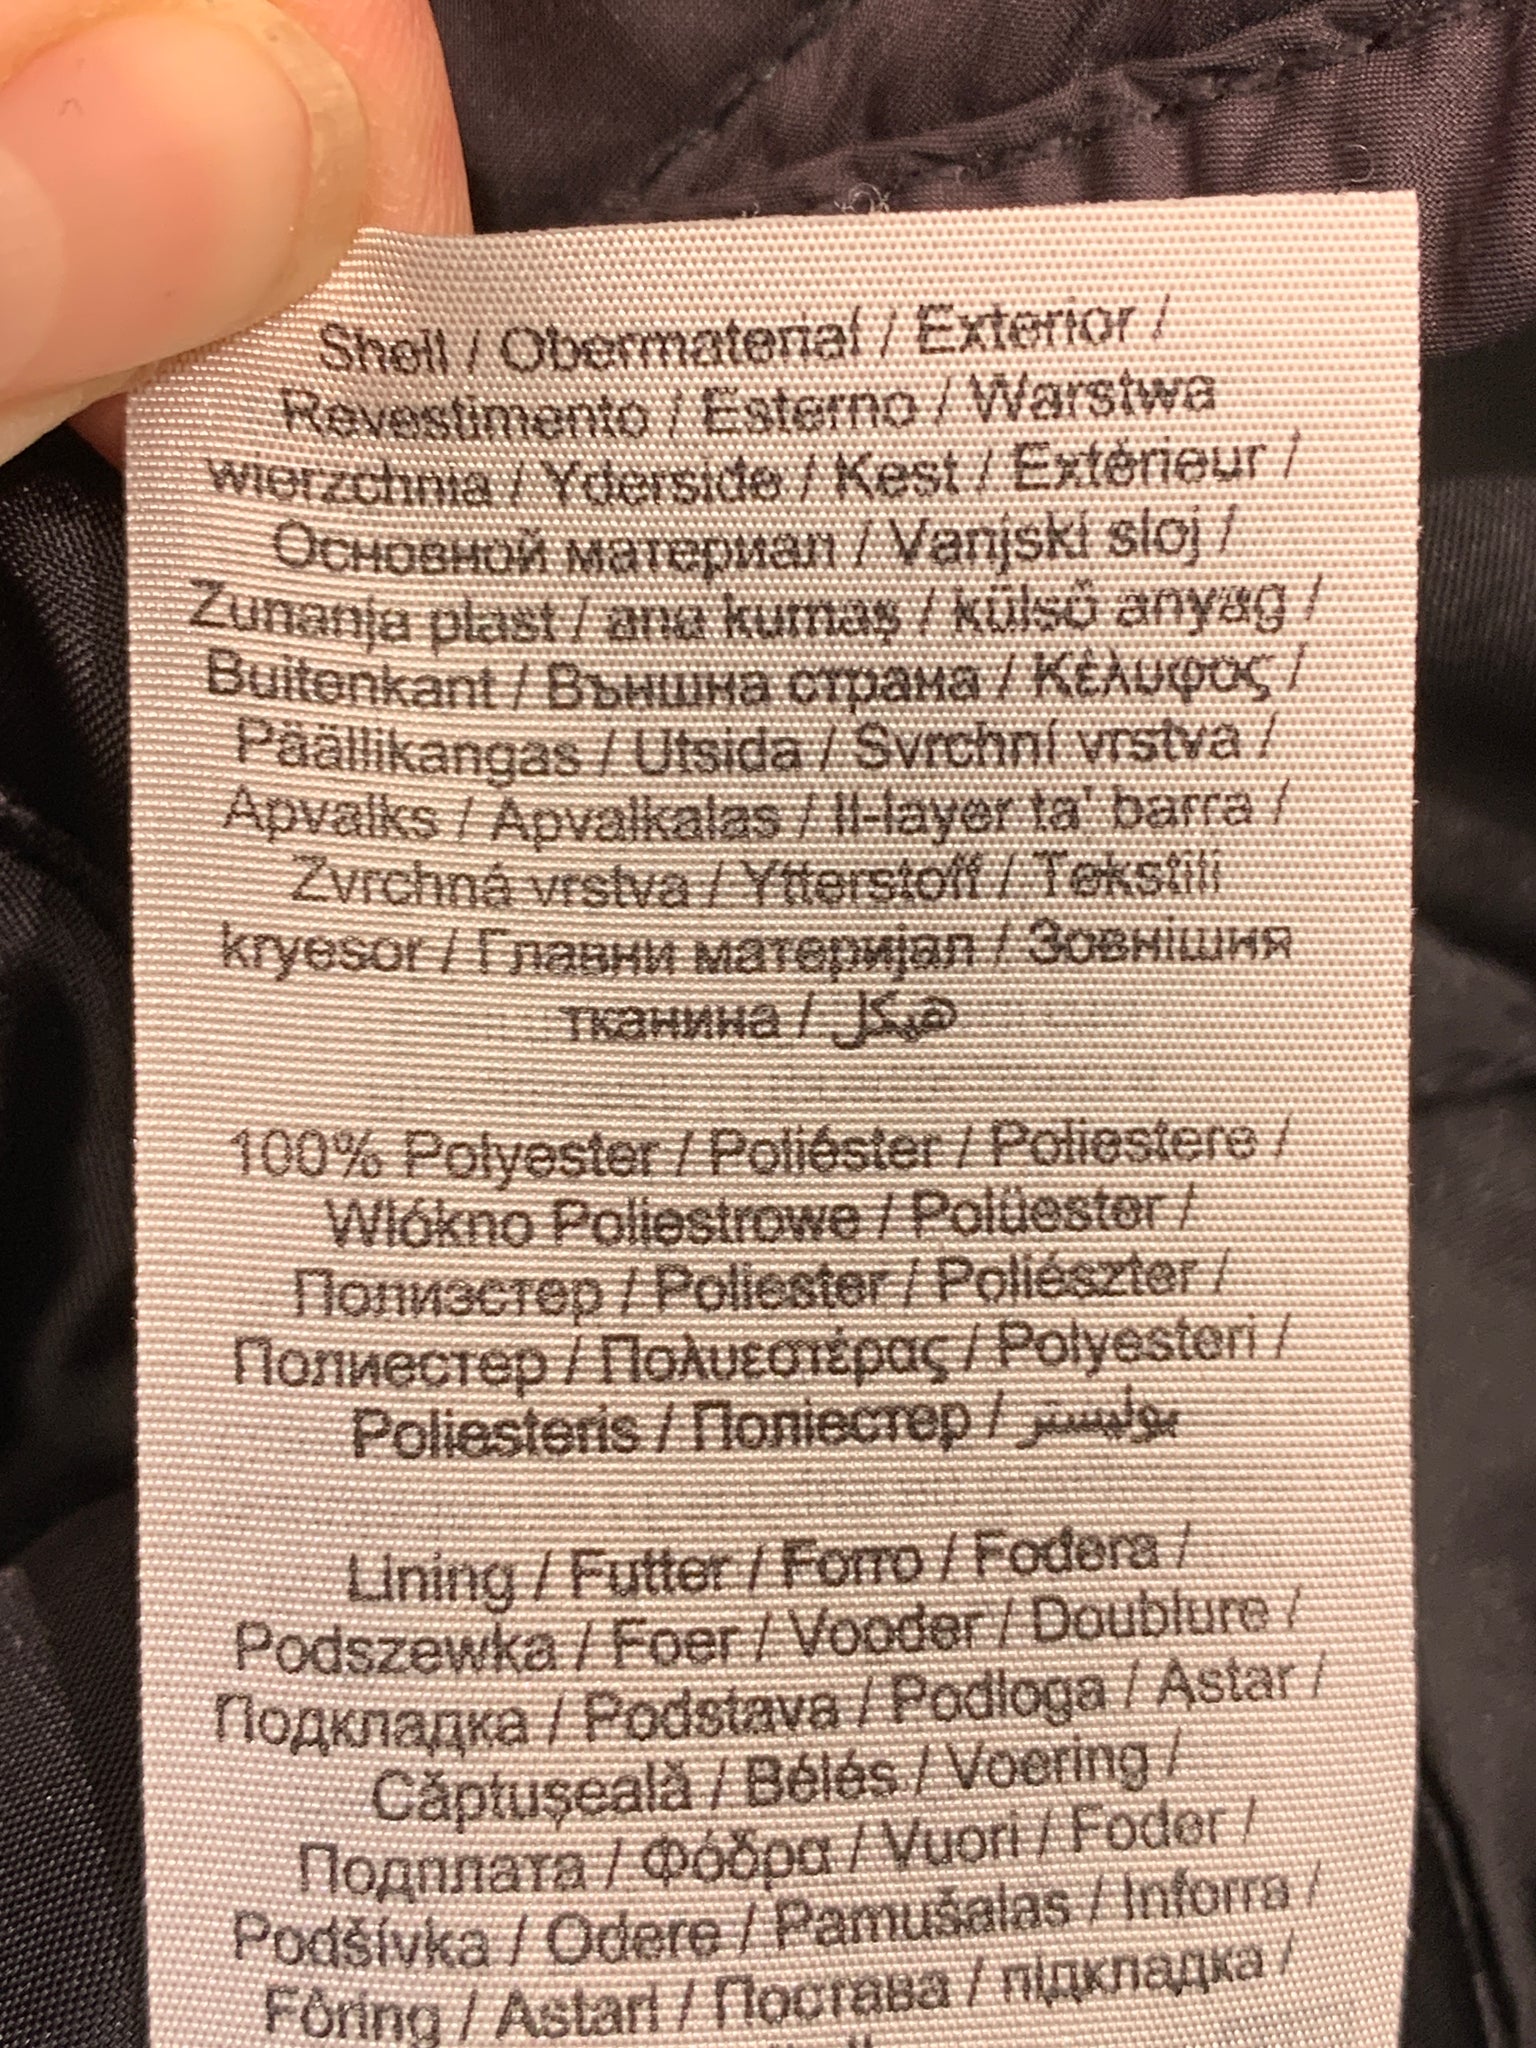 Shell / Obermaterial / Exterior /
Revestimento / Esterno / Warstwa
wierzchnia / Yderside / Kest / Extérieur /
Основной материал / Vanjski sloj /
Zunanja plast / ana kumaş / külső anyag /
Buitenkant / Външна страна / Κέλυφος /
Päällikangas / Utsida / Svrchní vrstva /
Apvalks / Apvalkalas / Il-layer ta' barra /
Zvrchná vrstva / Ytterstoff / Tekstili
kryesor / Главни материјал / Зовнішня
тканина / هيكل
100% Polyester / Poliéster / Poliestere /
Włókno Poliestrowe / Polüester /
Полиэстер / Poliester / Poliészter /
Полиестер / Πολυεστέρας / Polyesteri /
Poliesteris / Поліестер / بوليستر
Lining / Futter / Forro / Fodera /
Podszewka / Foer / Vooder / Doublure /
Подкладка / Podstava / Podloga / Astar /
Căptușeală / Bélés / Voering /
Подплата / Φόδρα / Vuori / Foder /
Podšívka / Odere / Pamušalas / Inforra /
Fôring / Astari / Постава / підкладка /